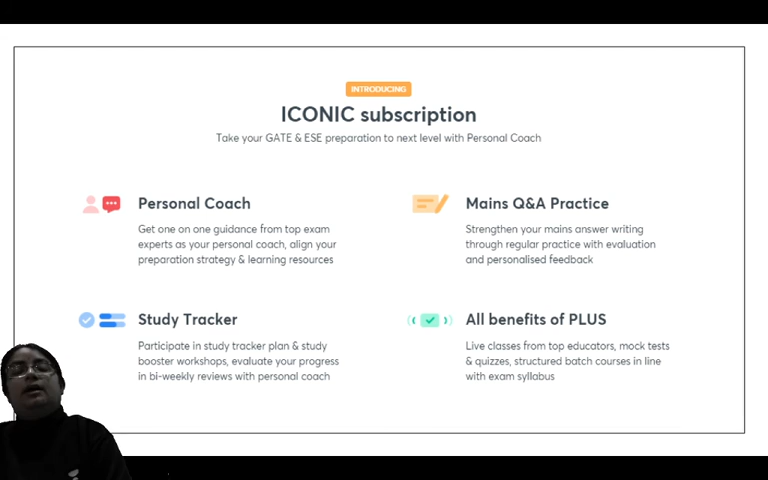 INTRODUCING
ICONIC subscription
Take your GATE & ESE preparation to next level with Personal Coach
Personal Coach
Get one on one guidance from top exam
experts as your personal coach, align your
preparation strategy & learning resources
Mains Q&A Practice
Strengthen your mains answer writing
through regular practice with evaluation
and personalised feedback
Study Tracker
Participate in study tracker plan & study
booster workshops, evaluate your progress
in bi-weekly reviews with personal coach
All benefits of PLUS
Live classes from top educators, mock tests
& quizzes, structured batch courses in line
with exam syllabus